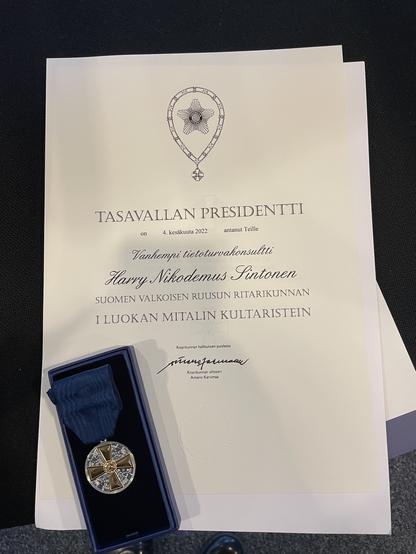 TASAVALLAN PRESIDENTTI
on 4. kesäkuuta 2022 antanut Teille
Vanhempi tietoturvakonsultti
Harry Nikodemus Sintonen
SUOMEN VALKOISEN RUUSUN RITARIKUNNAN
I LUOKAN MITALIN KULTARISTEIN
Ritarikunnan hallituksen puolesta
Ritarikunnan sihteeri
Antero Karumaa